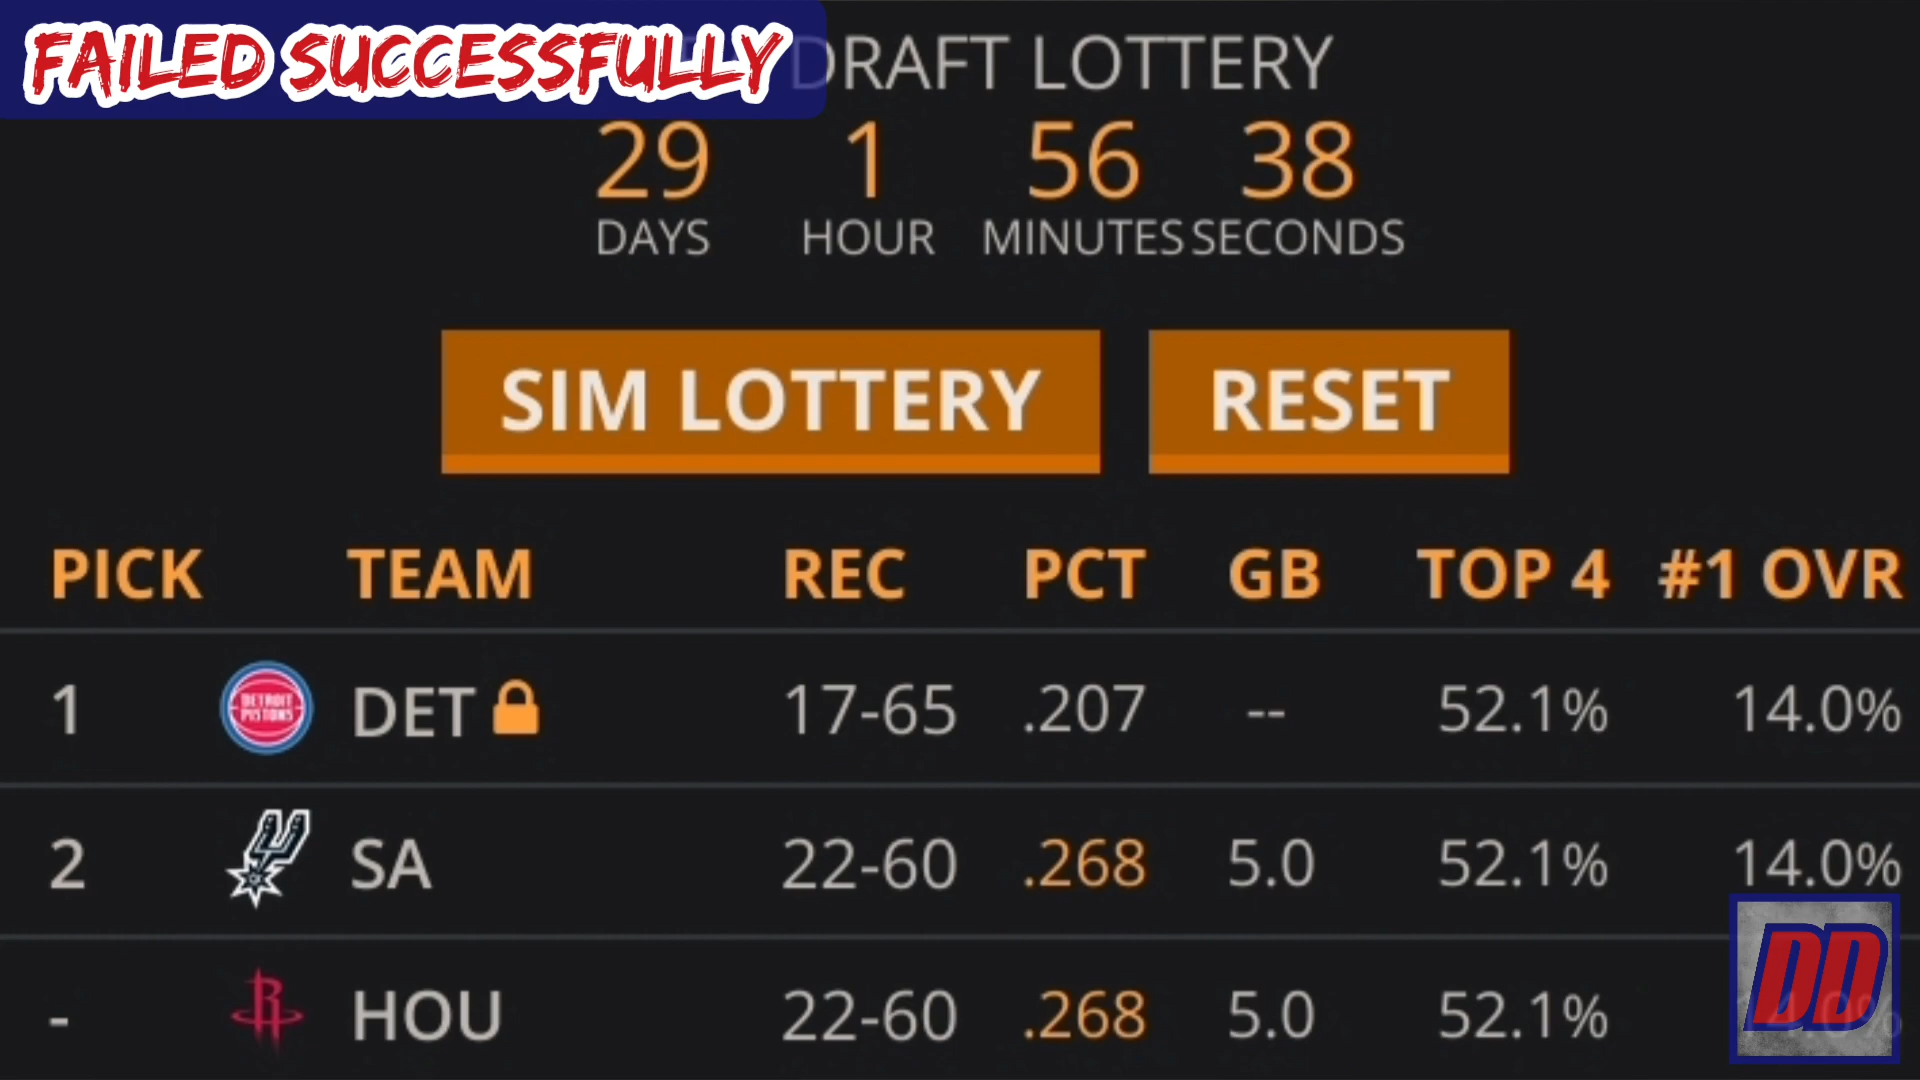 FAILED SUCCESSFULLY
DRAFT LOTTERY
29 1 56 38
DAYS HOUR MINUTES SECONDS
SIM LOTTERY RESET
PICK TEAM REC PCT GB TOP 4 #1 OVR
1 DETROIT PISTONS DET 17-65 .207 -- 52.1% 14.0%
2 SA 22-60 .268 5.0 52.1% 14.0%
- R HOU 22-60 .268 5.0 52.1%
DD